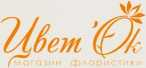 Цвет'Ок
магазин флористики